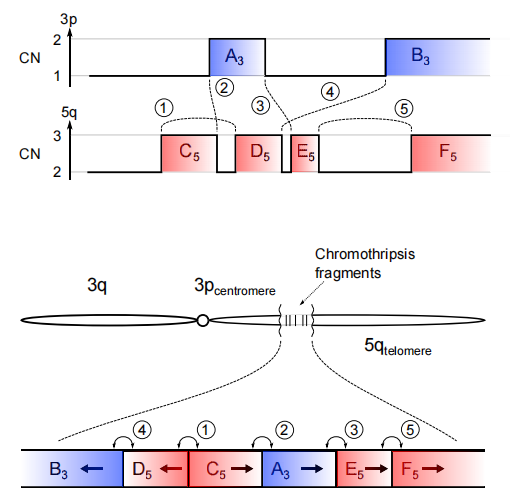 3p
2
CN
1
A₃
B₃
② ③ ④
5q
① ⑤
3
CN
2
C₅ D₅ E₅ F₅
Chromothripsis
fragments
3q
3pcentromere
5qtelomere
④ ① ② ③ ⑤
B₃ D₅ C₅ A₃ E₅ F₅